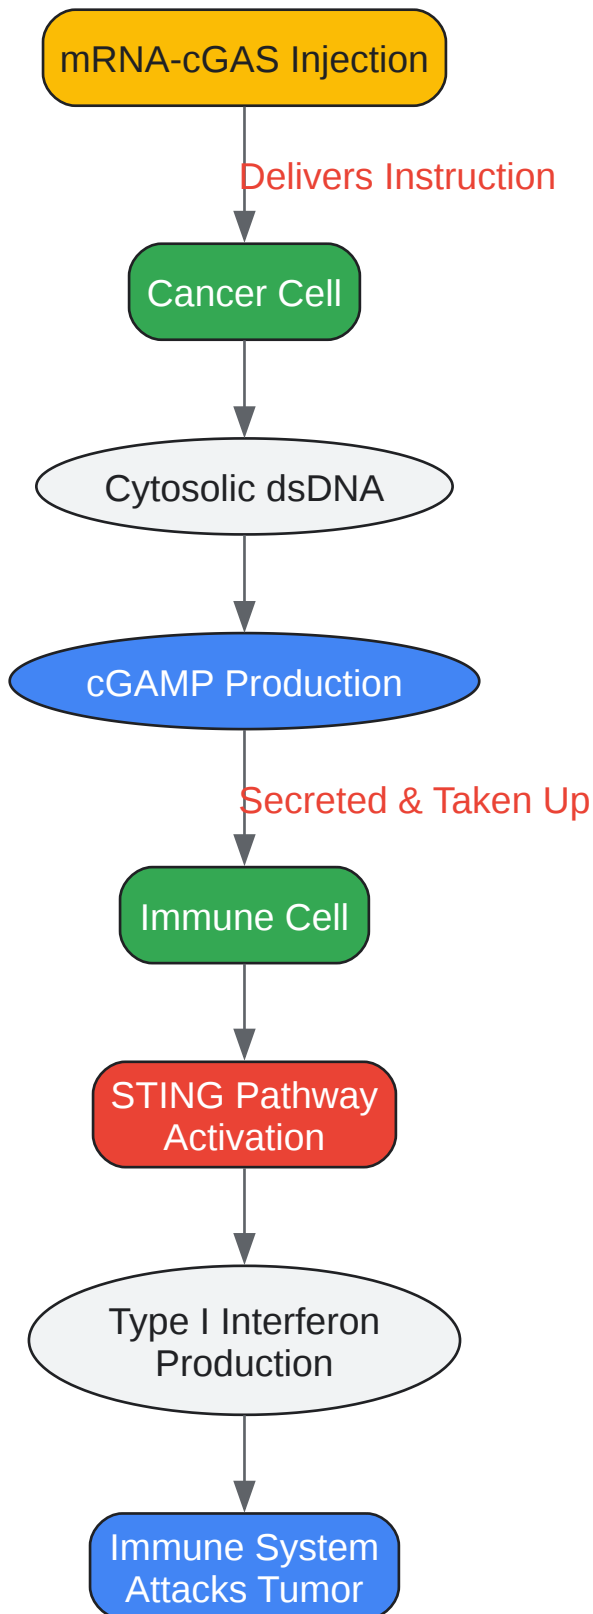 mRNA-cGAS Injection
Delivers Instruction
Cancer Cell
Cytosolic dsDNA
cGAMP Production
Secreted & Taken Up
Immune Cell
STING Pathway
Activation
Type I Interferon
Production
Immune System
Attacks Tumor